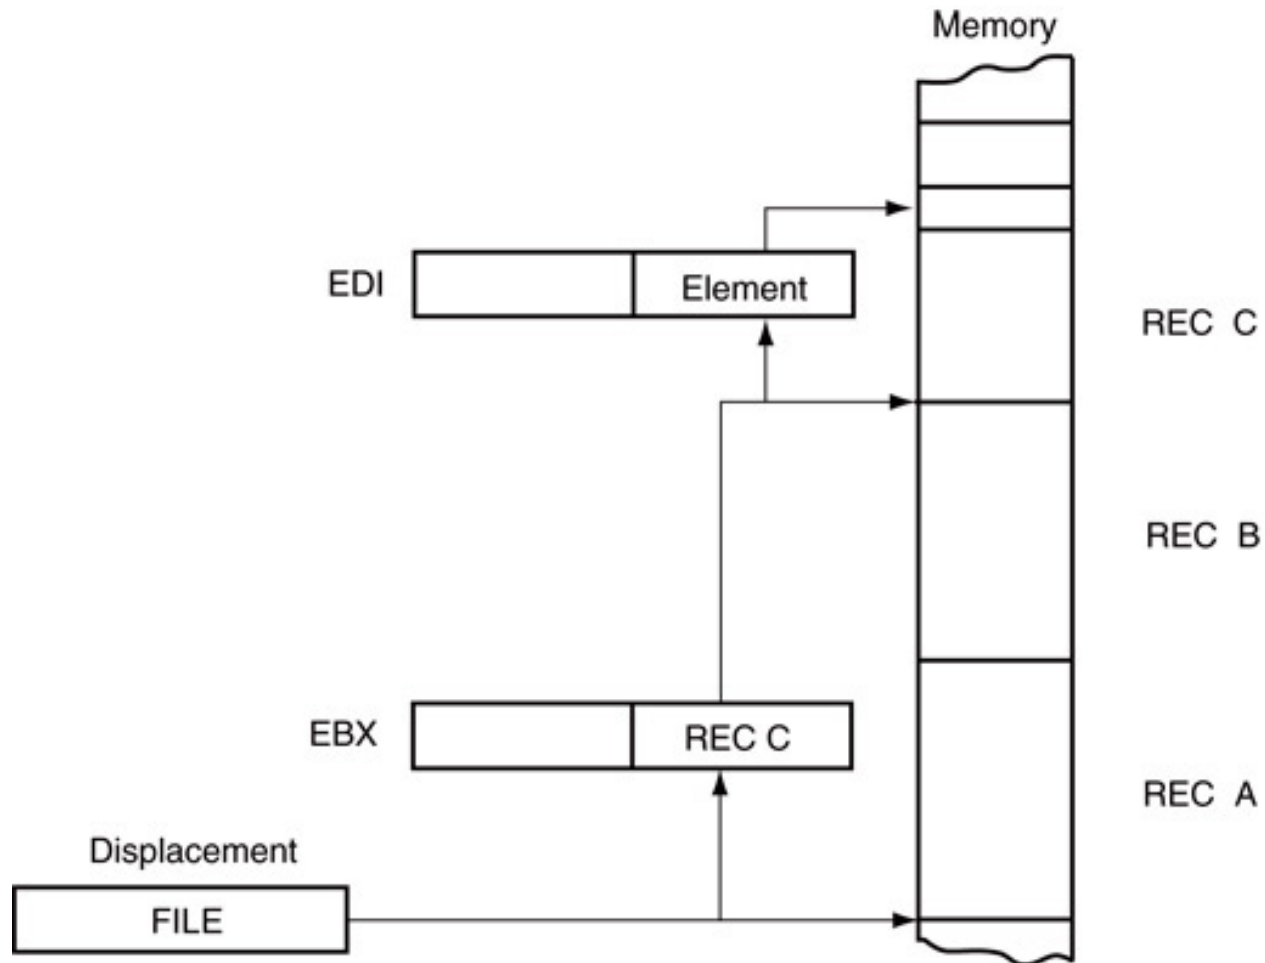 Memory
EDI
Element
REC C
REC B
EBX
REC C
REC A
Displacement
FILE